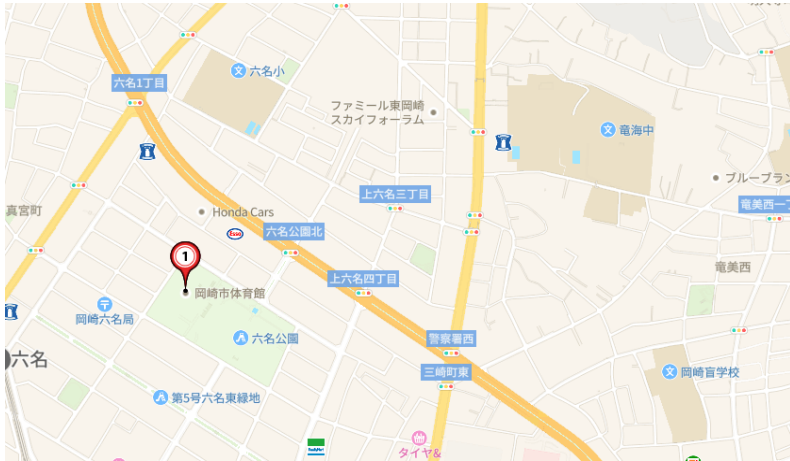 六名小
六名1丁目
ファミール東岡崎
スカイフォーラム
竜海中
ブルーブラン
上六名三丁目
竜美西一丁
真宮町
Honda Cars
Esso
六名公園北
1
岡崎市体育館
上六名四丁目
竜美西
岡崎六名局
六名公園
警察署西
六名
三崎町東
岡崎盲学校
第5号六名東緑地
FamilyMart
タイヤ&